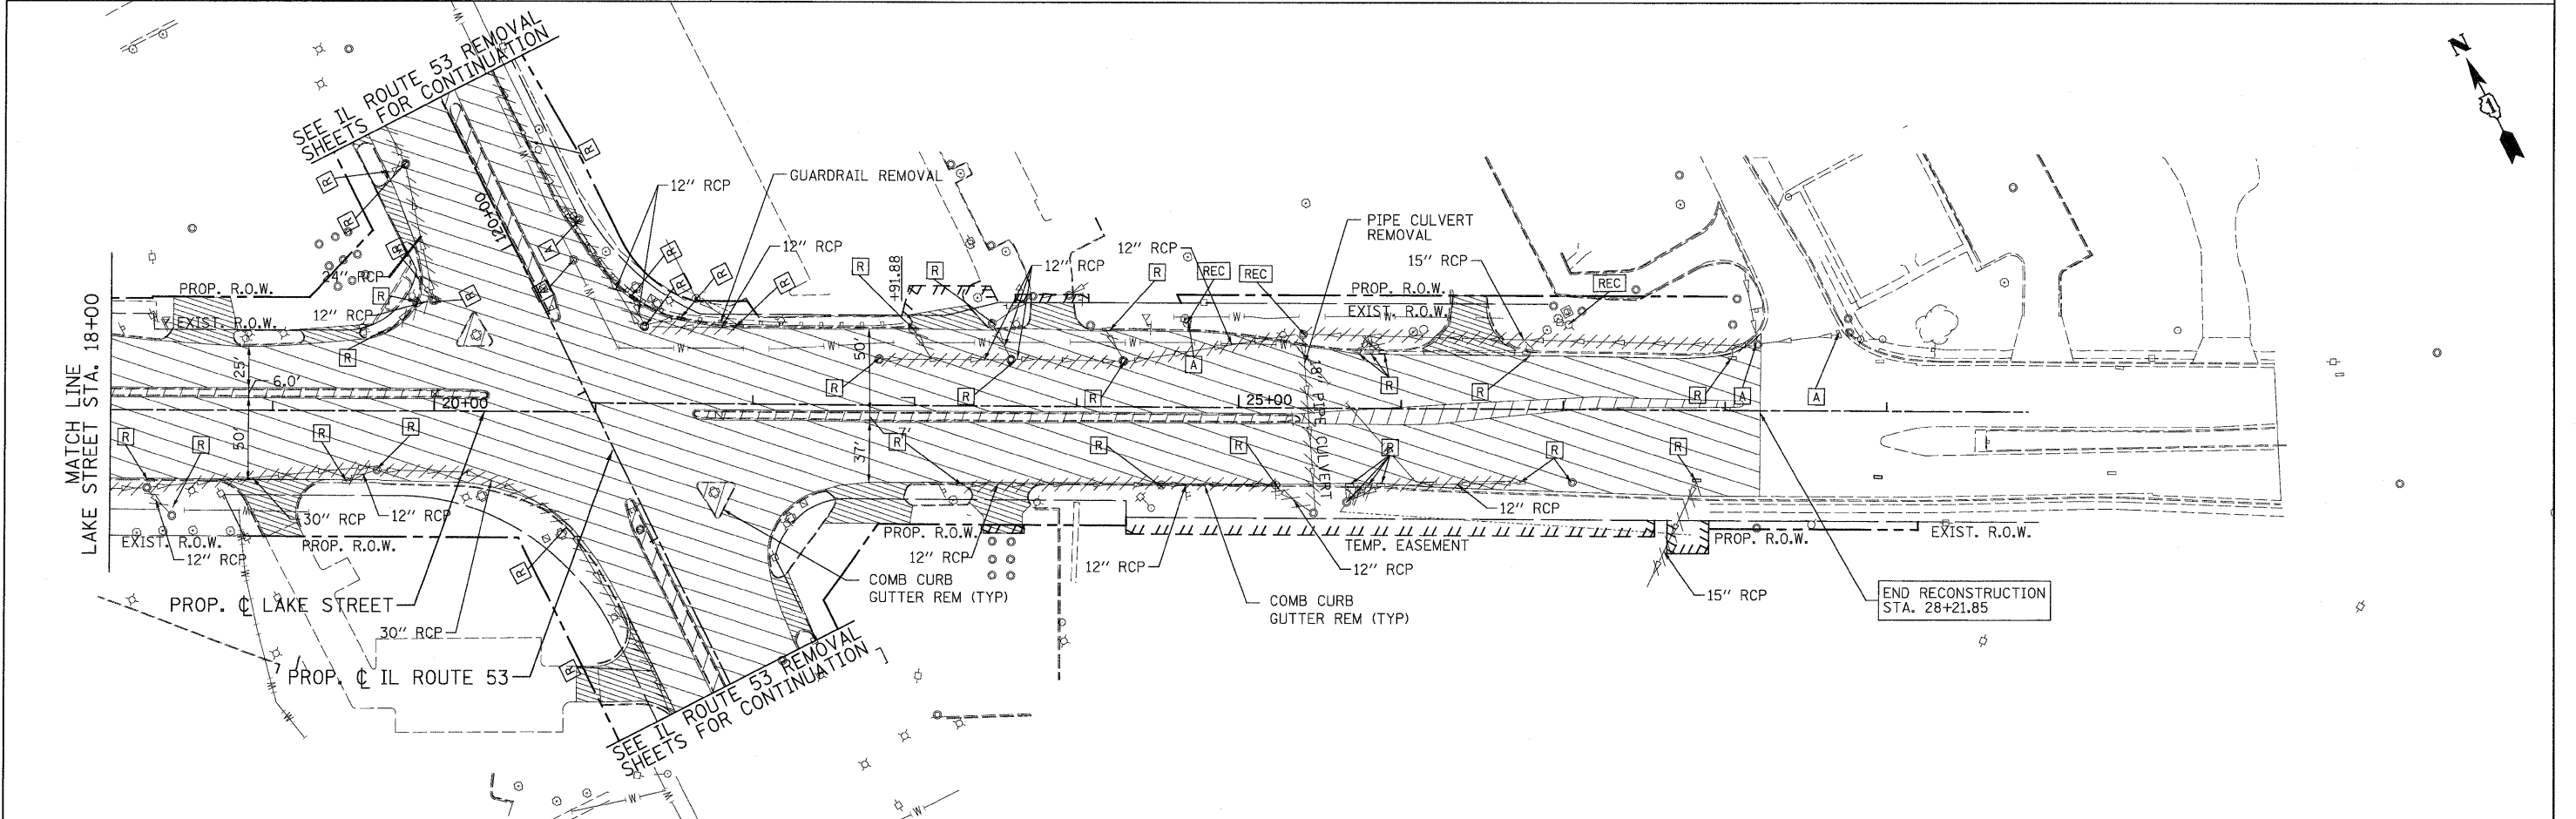 SEE IL ROUTE 53 REMOVAL
SHEETS FOR CONTINUATION
N
1
R
R
R
R
120+00
A
12" RCP
GUARDRAIL REMOVAL
12" RCP
R
R
R
R
24" RCP
R
R
12" RCP
R
PROP. R.O.W.
EXIST. R.O.W.
+91.88
R
R
12" RCP
12" RCP
R
REC
REC
PIPE CULVERT
REMOVAL
15" RCP
REC
PROP. R.O.W.
EXIST. R.O.W.
W
W
W
W
W
MATCH LINE
LAKE STREET STA. 18+00
25'
6.0'
50'
20+00
50'
37'
7'
R
R
R
A
R
R
R
A
A
25+00
18" PIPE CULVERT
R
R
R
R
R
R
R
R
R
R
30" RCP
12" RCP
EXIST. R.O.W.
PROP. R.O.W.
12" RCP
R
PROP. R.O.W.
12" RCP
12" RCP
12" RCP
12" RCP
TEMP. EASEMENT
PROP. R.O.W.
EXIST. R.O.W.
COMB CURB
GUTTER REM (TYP)
COMB CURB
GUTTER REM (TYP)
15" RCP
END RECONSTRUCTION
STA. 28+21.85
PROP. ℄ LAKE STREET
30" RCP
PROP. ℄ IL ROUTE 53
R
SEE IL ROUTE 53 REMOVAL
SHEETS FOR CONTINUATION
W
W
W